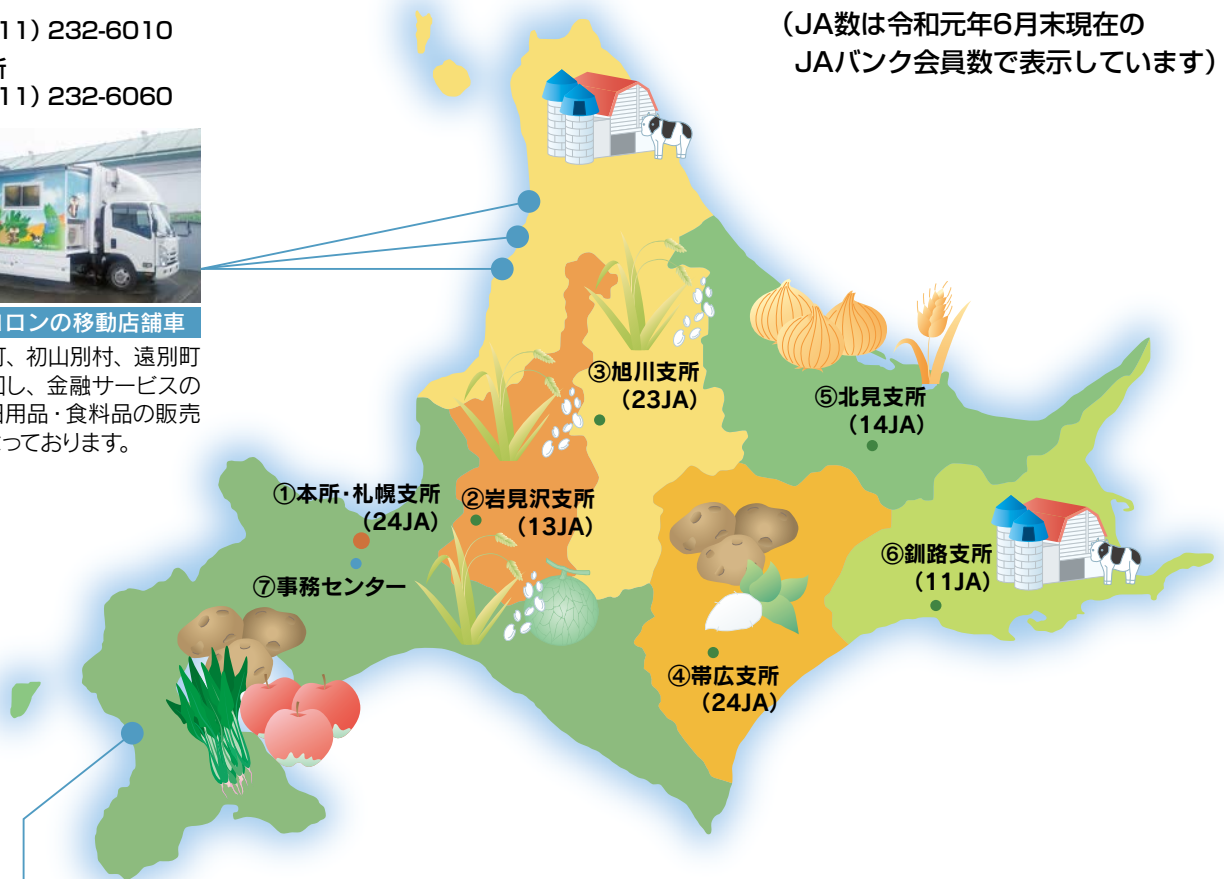 11）232-6010
所
11）232-6060
ロンの移動店舗車
町、初山別村、遠別町
回し、金融サービスの
日用品・食料品の販売
なっております。
（JA数は令和元年6月末現在の
JAバンク会員数で表示しています）
③旭川支所
（23JA）
⑤北見支所
（14JA）
①本所・札幌支所
（24JA）
②岩見沢支所
（13JA）
⑥釧路支所
（11JA）
⑦事務センター
④帯広支所
（24JA）